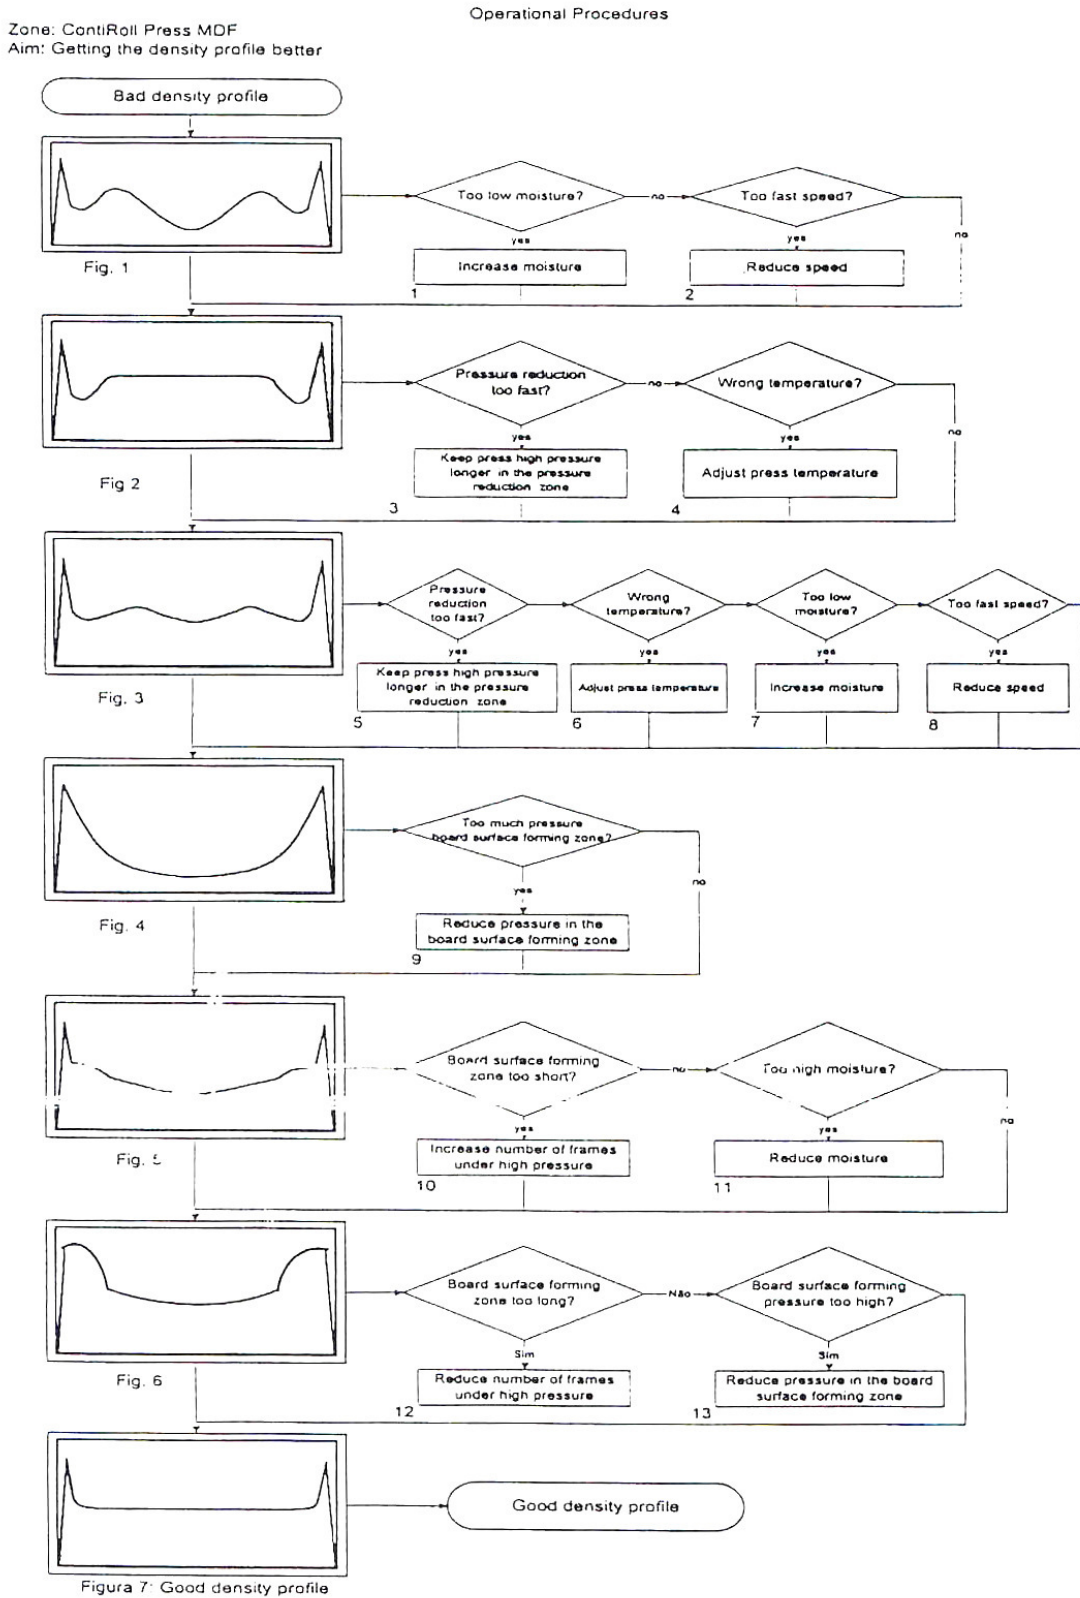 Operational Procedures
Zone: ContiRoll Press MDF
Aim: Getting the density profile better
Bad density profile
Too low moisture?
no
Too fast speed?
no
yes
yes
Increase moisture
Reduce speed
Fig. 1
1
2
Pressure reduction
too fast?
no
Wrong temperature?
no
yes
yes
Keep press high pressure
longer in the pressure
reduction zone
Adjust press temperature
Fig 2
3
4
Pressure
reduction
too fast?
Wrong
temperature?
Too low
moisture?
Too fast speed?
yes
yes
yes
yes
Keep press high pressure
longer in the pressure
reduction zone
Adjust press temperature
Increase moisture
Reduce speed
Fig. 3
5
6
7
8
Too much pressure
board surface forming zone?
no
yes
Reduce pressure in the
board surface forming zone
Fig. 4
9
Board surface forming
zone too short?
no
Too high moisture?
no
yes
yes
Increase number of frames
under high pressure
Reduce moisture
Fig. 5
10
11
Board surface forming
zone too long?
Não
Board surface forming
pressure too high?
Sim
Sim
Reduce number of frames
under high pressure
Reduce pressure in the board
surface forming zone
Fig. 6
12
13
Good density profile
Figura 7: Good density profile